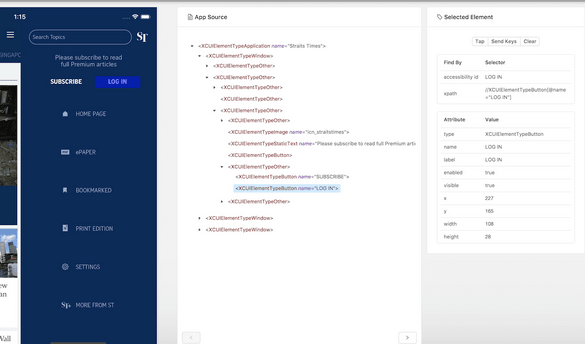 1:15
Search Topics
ST
SINGAPC
Please subscribe to read
full Premium articles
SUBSCRIBE
LOG IN
HOME PAGE
ePAPER
BOOKMARKED
PRINT EDITION
SETTINGS
MORE FROM ST
ew
an
Wall
App Source
<XCUIElementTypeApplication name="Straits Times">
<XCUIElementTypeWindow>
<XCUIElementTypeOther>
<XCUIElementTypeOther>
<XCUIElementTypeOther>
<XCUIElementTypeOther>
<XCUIElementTypeOther>
<XCUIElementTypeOther>
<XCUIElementTypeImage name="icn_straitstimes">
<XCUIElementTypeStaticText name="Please subscribe to read full Premium arti
<XCUIElementTypeButton>
<XCUIElementTypeOther>
<XCUIElementTypeButton name="SUBSCRIBE">
<XCUIElementTypeButton name="LOG IN">
<XCUIElementTypeOther>
<XCUIElementTypeWindow>
<XCUIElementTypeWindow>
Selected Element
Tap Send Keys Clear
Find By Selector
accessibility id LOG IN
xpath //XCUIElementTypeButton[@name
="LOG IN"]
Attribute Value
type XCUIElementTypeButton
name LOG IN
label LOG IN
enabled true
visible true
x 227
y 165
width 108
height 28